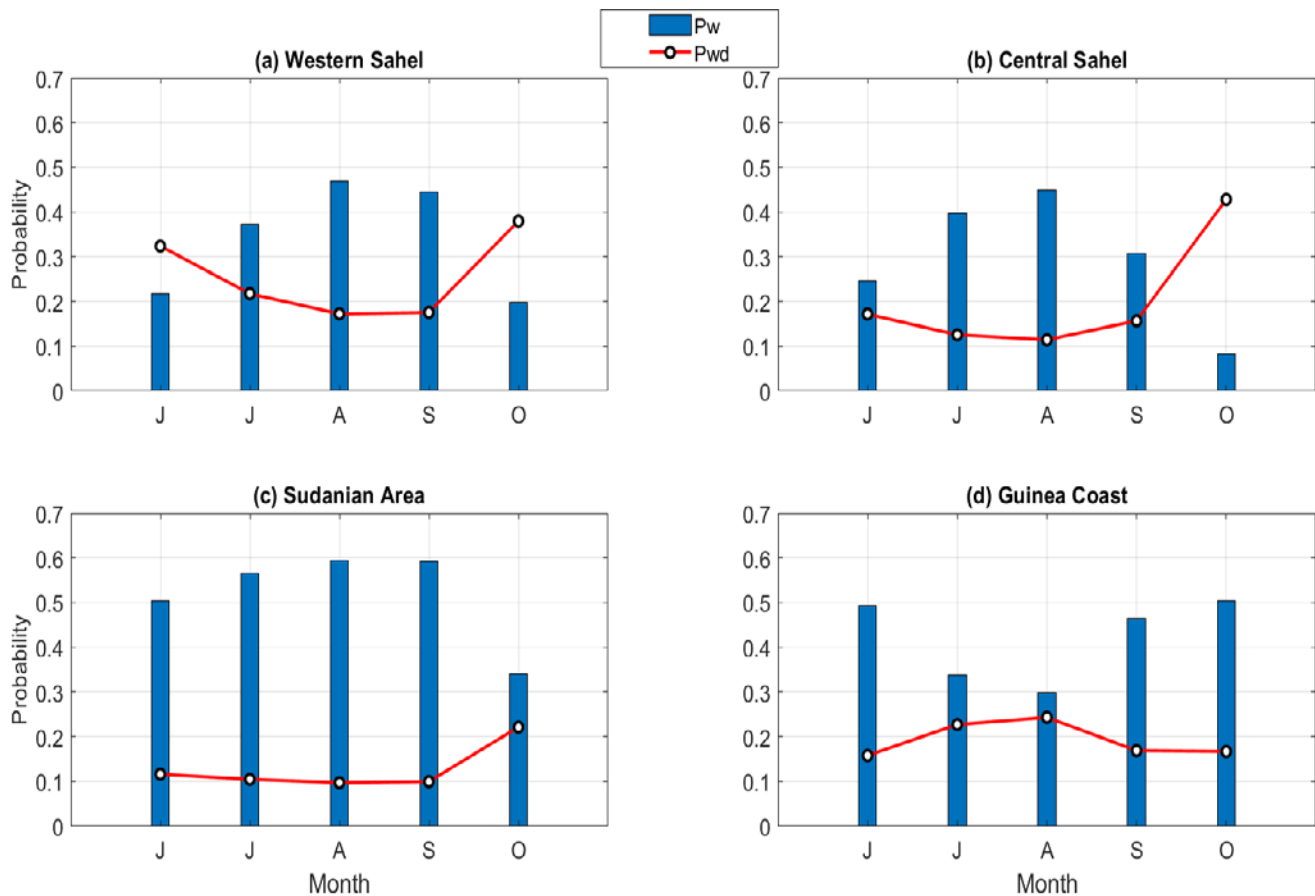 Pw
Pwd
(a) Western Sahel
0.7
0.6
0.5
0.4
0.3
0.2
0.1
0
Probability
J J A S O
(b) Central Sahel
0.7
0.6
0.5
0.4
0.3
0.2
0.1
0
J J A S O
(c) Sudanian Area
0.7
0.6
0.5
0.4
0.3
0.2
0.1
0
Probability
J J A S O
Month
(d) Guinea Coast
0.7
0.6
0.5
0.4
0.3
0.2
0.1
0
J J A S O
Month